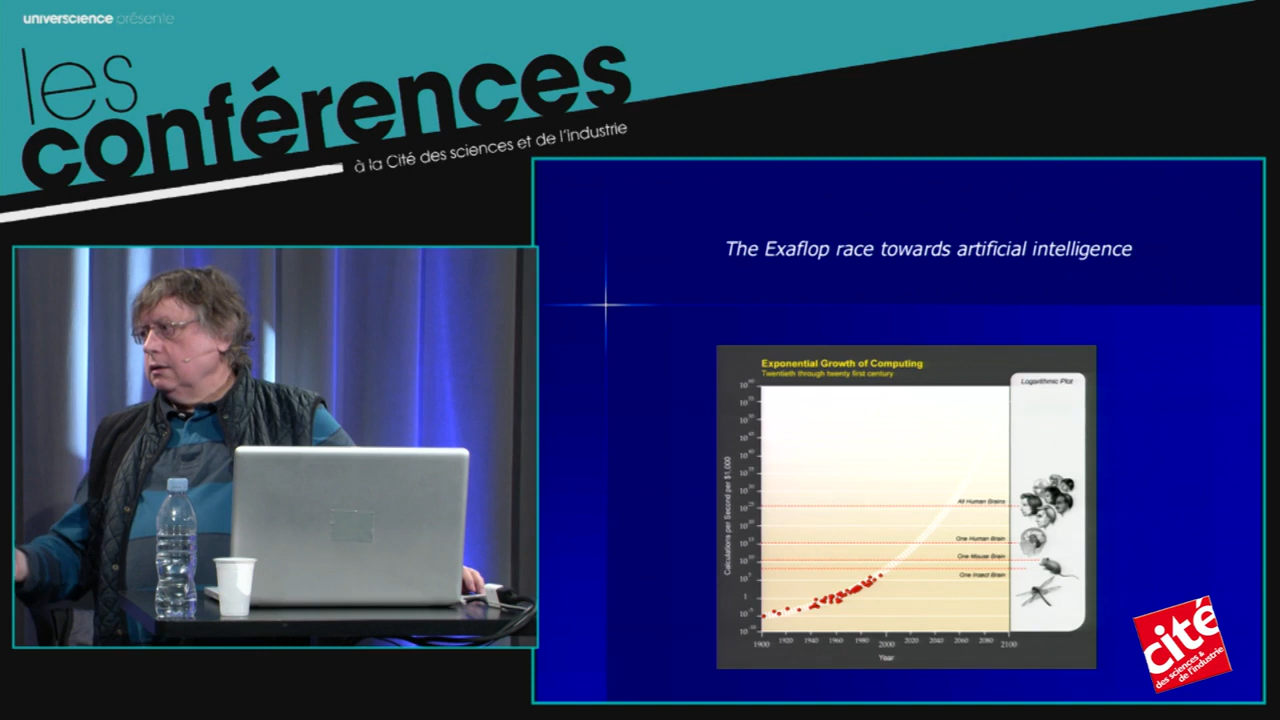 universcience présente
les
conférences
à la Cité des sciences et de l'industrie
The Exaflop race towards artificial intelligence
Exponential Growth of Computing
Twentieth through twenty first century
Logarithmic Plot
Calculations per Second per $1,000
All Human Brains
One Human Brain
One Mouse Brain
One Insect Brain
1900 1920 1940 1960 1980 2000 2020 2040 2060 2080 2100
Year
cité
des sciences &
de l'industrie